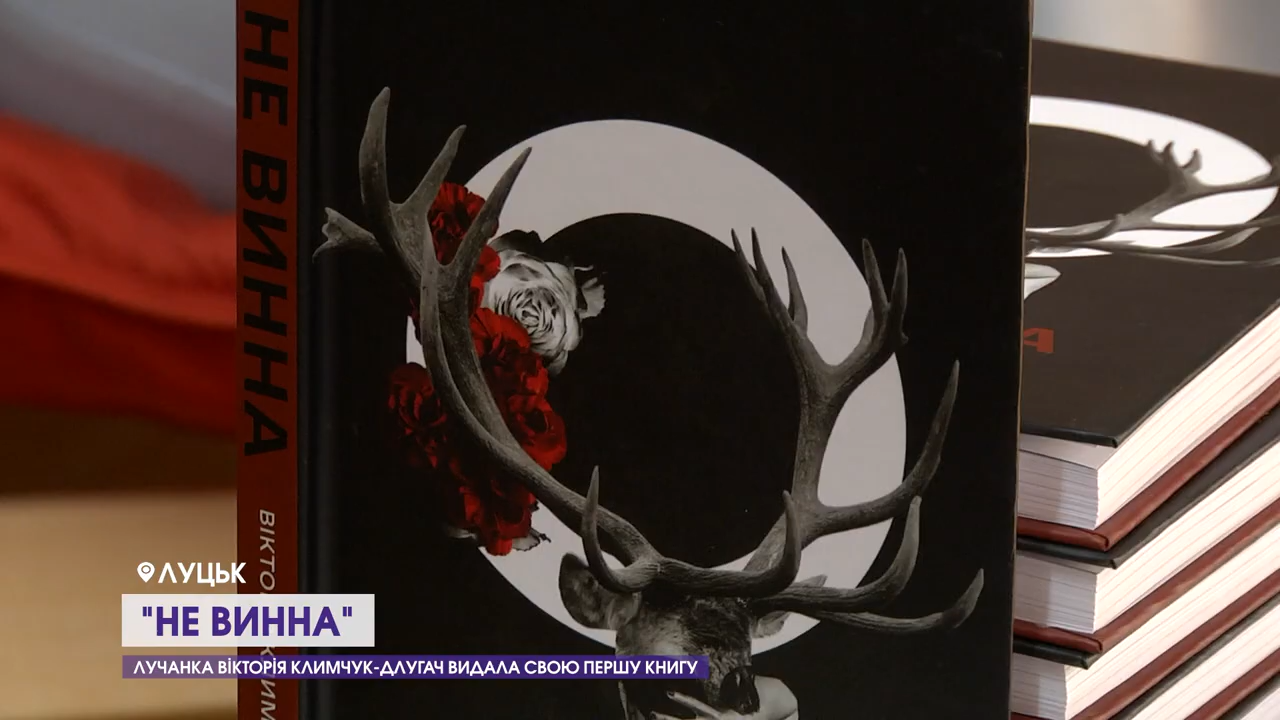 НЕ ВИННА
ЛУЦЬК
"НЕ ВИННА"
ЛУЧАНКА ВІКТОРІЯ КЛИМЧУК-ДЛУГАЧ ВИДАЛА СВОЮ ПЕРШУ КНИГУ